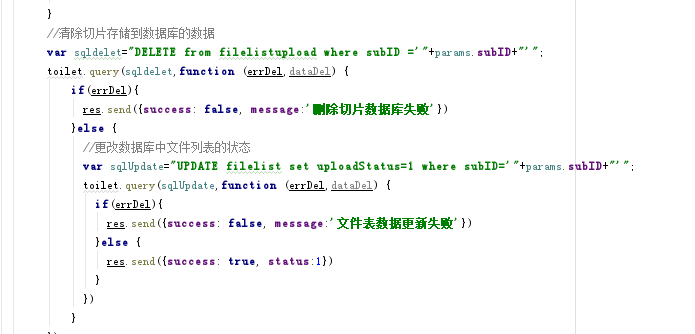 }
//清除切片存储到数据库的数据
var sqldelet="DELETE from filelistupload where subID ='"+params.subID+"'";
toilet.query(sqldelet,function (errDel,dataDel) {
if(errDel){
res.send({success: false, message:'删除切片数据库失败'})
}else {
//更改数据库中文件列表的状态
var sqlUpdate="UPDATE filelist set uploadStatus=1 where subID='"+params.subID+"'";
toilet.query(sqlUpdate,function (errDel,dataDel) {
if(errDel){
res.send({success: false, message:'文件表数据更新失败'})
}else {
res.send({success: true, status:1})
}
})
}